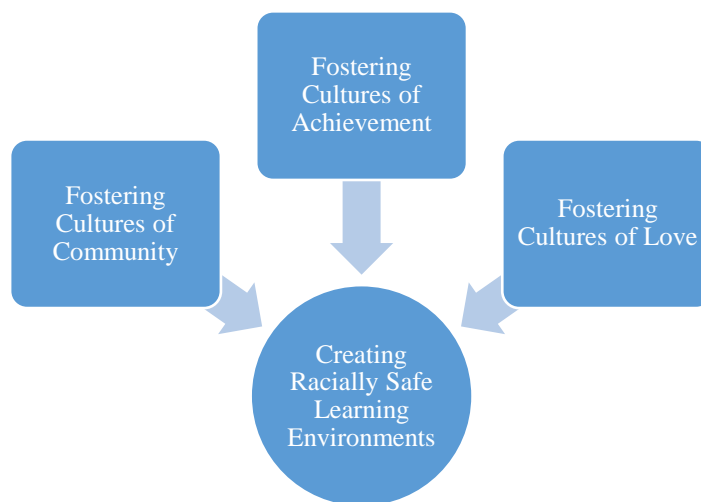 Fostering
Cultures of
Achievement
Fostering
Cultures of
Community
Fostering
Cultures of Love
Creating
Racially Safe
Learning
Environments